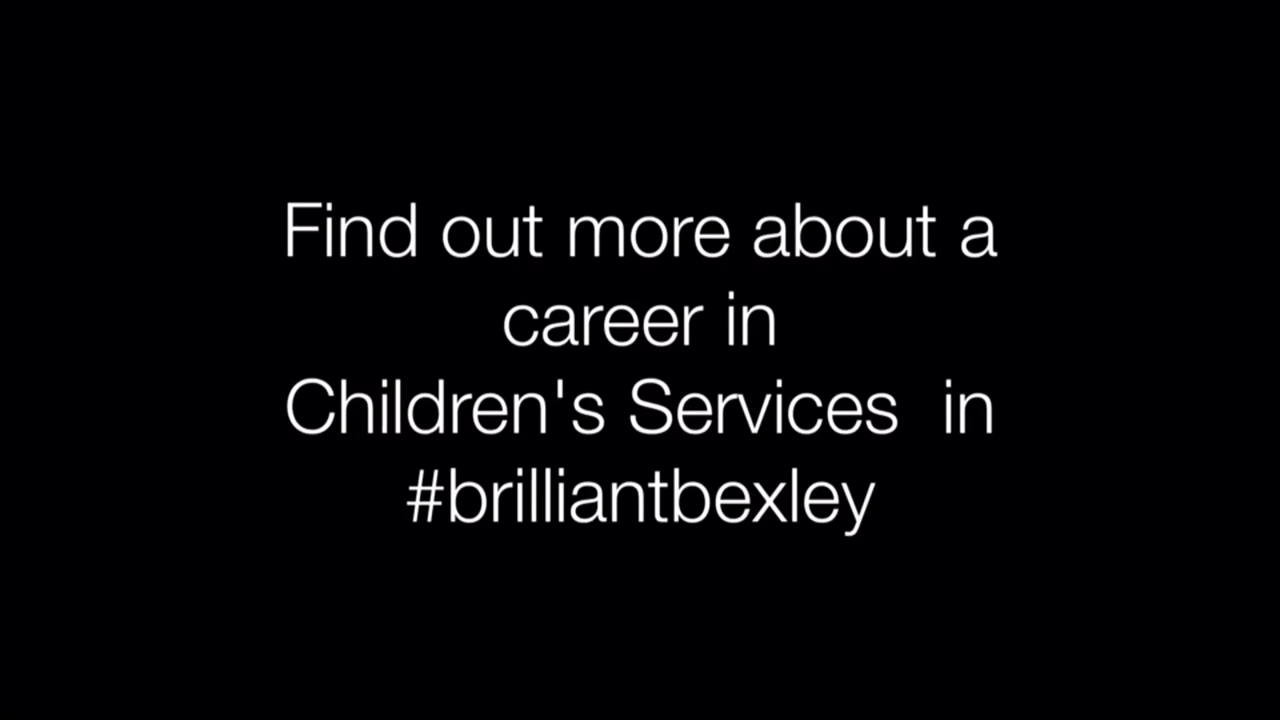 Find out more about a
career in
Children's Services  in
#brilliantbexley